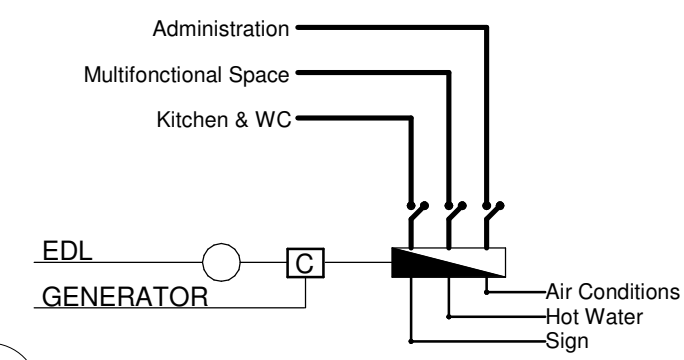 Administration
Multifonctional Space
Kitchen & WC
EDL
C
GENERATOR
Air Conditions
Hot Water
Sign